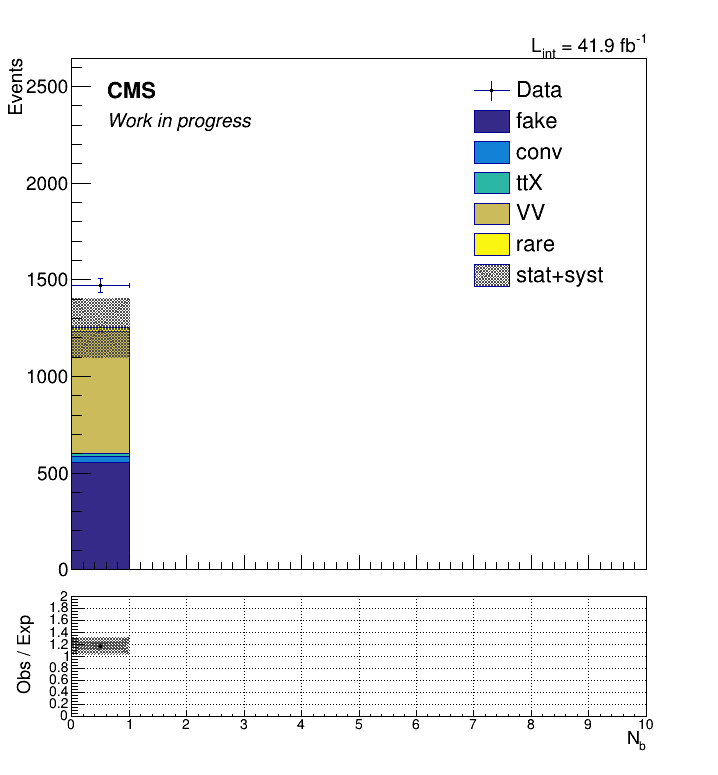 L_int = 41.9 fb^-1
Events
CMS
Work in progress
Data
fake
conv
ttX
VV
rare
stat+syst
2500
2000
1500
1000
500
0
Obs / Exp
2
1.8
1.6
1.4
1.2
1
0.8
0.6
0.4
0.2
0
0 1 2 3 4 5 6 7 8 9 10
N_b